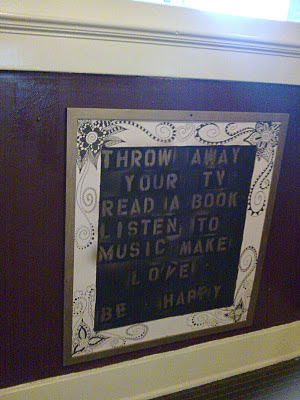 THROW AWAY
YOUR TV
READ A BOOK
LISTEN TO
MUSIC MAKE
LOVE
BE HAPPY